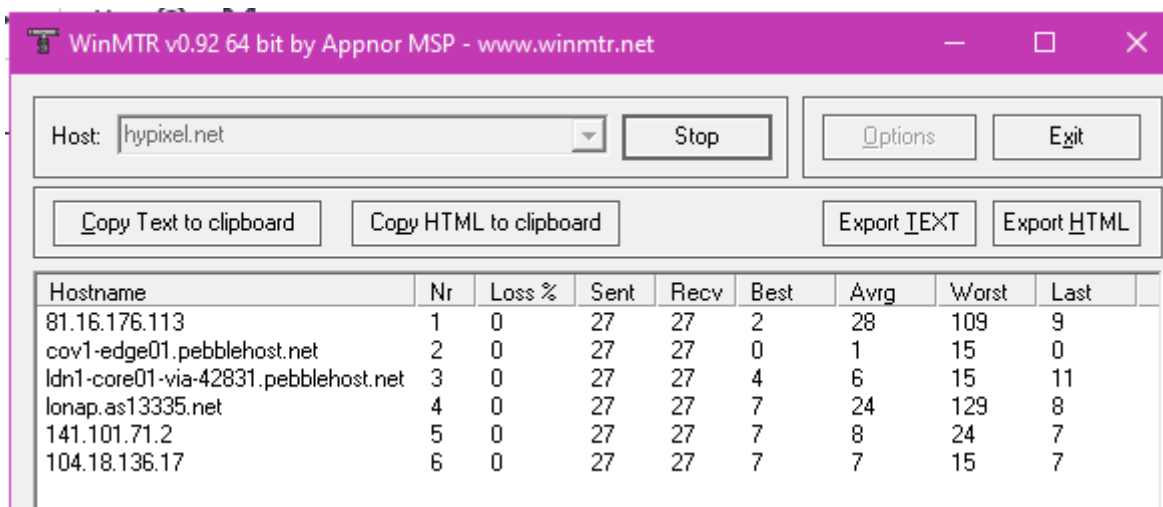 WinMTR v0.92 64 bit by Appnor MSP - www.winmtr.net
Host: hypixel.net Stop Options Exit
Copy Text to clipboard Copy HTML to clipboard Export TEXT Export HTML
Hostname Nr Loss % Sent Recv Best Avrg Worst Last
81.16.176.113 1 0 27 27 2 28 109 9
cov1-edge01.pebblehost.net 2 0 27 27 0 1 15 0
ldn1-core01-via-42831.pebblehost.net 3 0 27 27 4 6 15 11
lonap.as13335.net 4 0 27 27 7 24 129 8
141.101.71.2 5 0 27 27 7 8 24 7
104.18.136.17 6 0 27 27 7 7 15 7